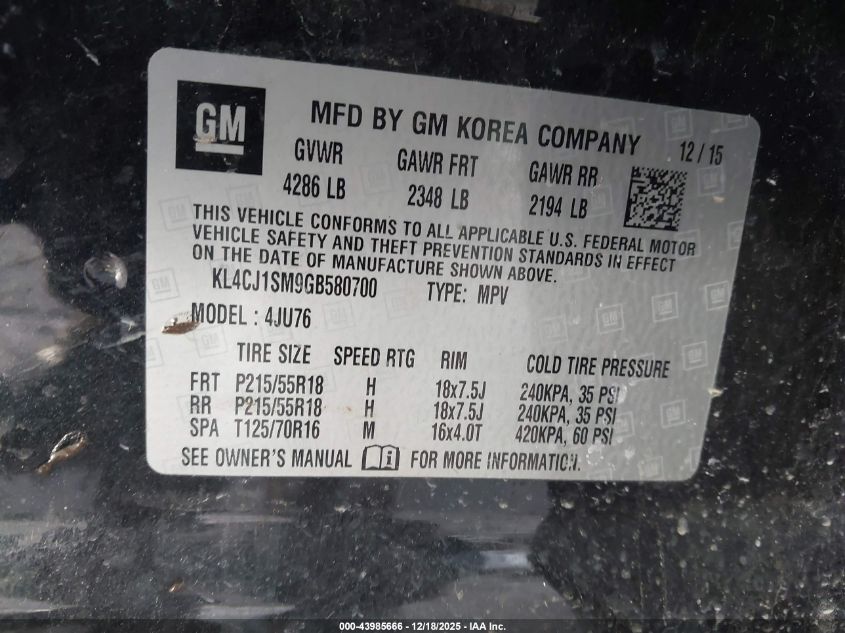 GM
MFD BY GM KOREA COMPANY 12 / 15
GVWR GAWR FRT GAWR RR
4286 LB 2348 LB 2194 LB
THIS VEHICLE CONFORMS TO ALL APPLICABLE U.S. FEDERAL MOTOR
VEHICLE SAFETY AND THEFT PREVENTION STANDARDS IN EFFECT
ON THE DATE OF MANUFACTURE SHOWN ABOVE.
KL4CJ1SM9GB580700 TYPE: MPV
MODEL : 4JU76
TIRE SIZE SPEED RTG RIM COLD TIRE PRESSURE
FRT P215/55R18 H 18x7.5J 240KPA, 35 PSI
RR P215/55R18 H 18x7.5J 240KPA, 35 PSI
SPA T125/70R16 M 16x4.0T 420KPA, 60 PSI
SEE OWNER'S MANUAL i FOR MORE INFORMATION.
000-43985666 - 12/18/2025 - IAA Inc.